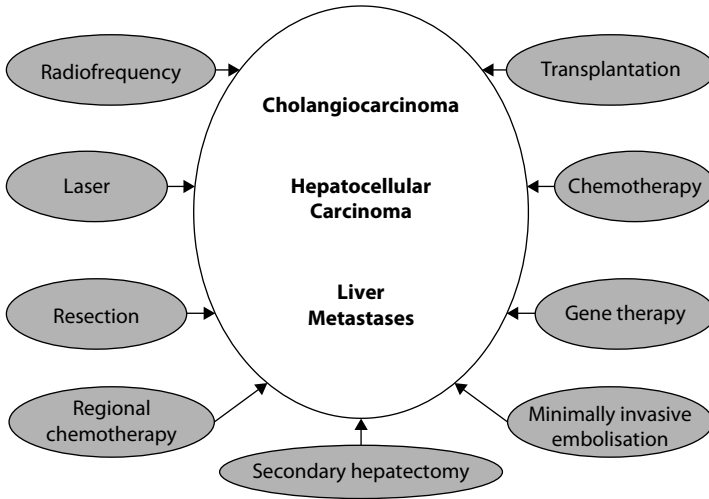 Radiofrequency
Transplantation
Cholangiocarcinoma
Laser
Hepatocellular
Carcinoma
Chemotherapy
Resection
Liver
Metastases
Gene therapy
Regional
chemotherapy
Minimally invasive
embolisation
Secondary hepatectomy